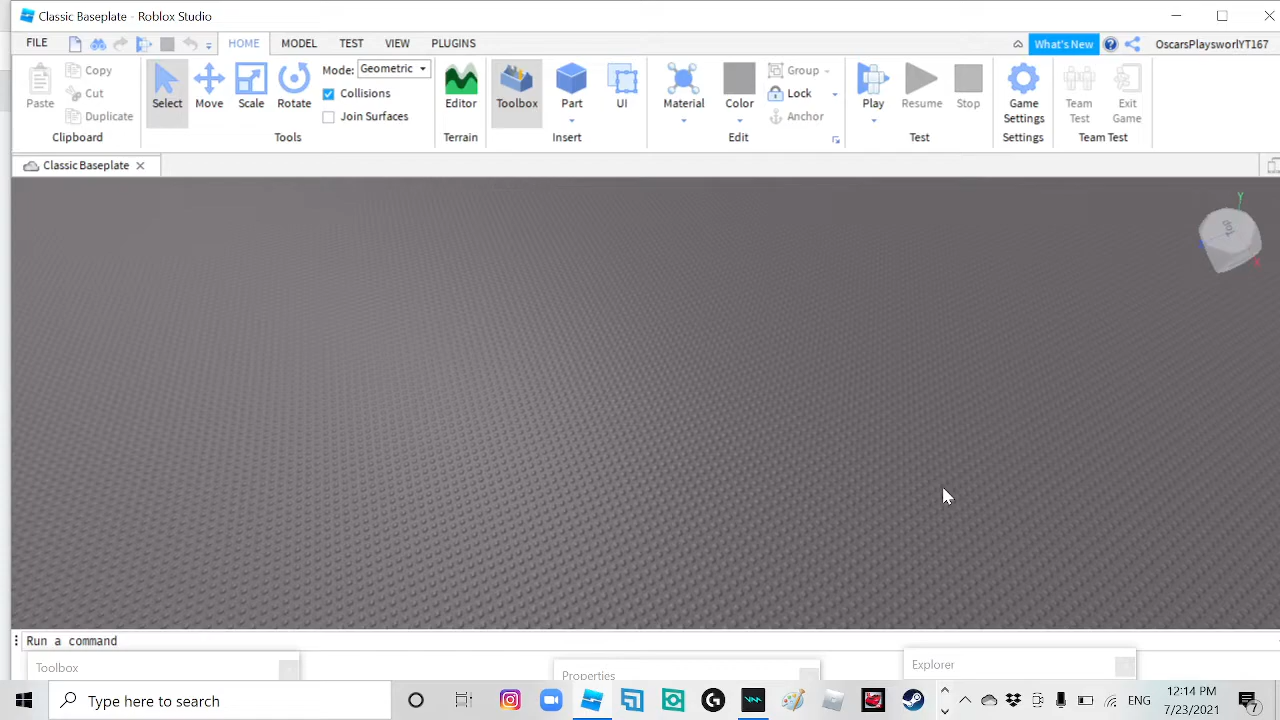 Classic Baseplate - Roblox Studio
FILE HOME MODEL TEST VIEW PLUGINS What's New OscarsPlaysworlYT167
Paste Copy Cut Duplicate
Clipboard
Select Move Scale Rotate
Mode: Geometric
Collisions
Join Surfaces
Tools
Editor
Terrain
Toolbox Part UI
Insert
Material Color Group Lock Anchor
Edit
Play Resume Stop
Test
Game Settings
Settings
Team Test Exit Game
Team Test
Classic Baseplate
Y
Top
X
Run a command
Toolbox
Properties
Explorer
Type here to search
ENG
12:14 PM
7/23/2021
7